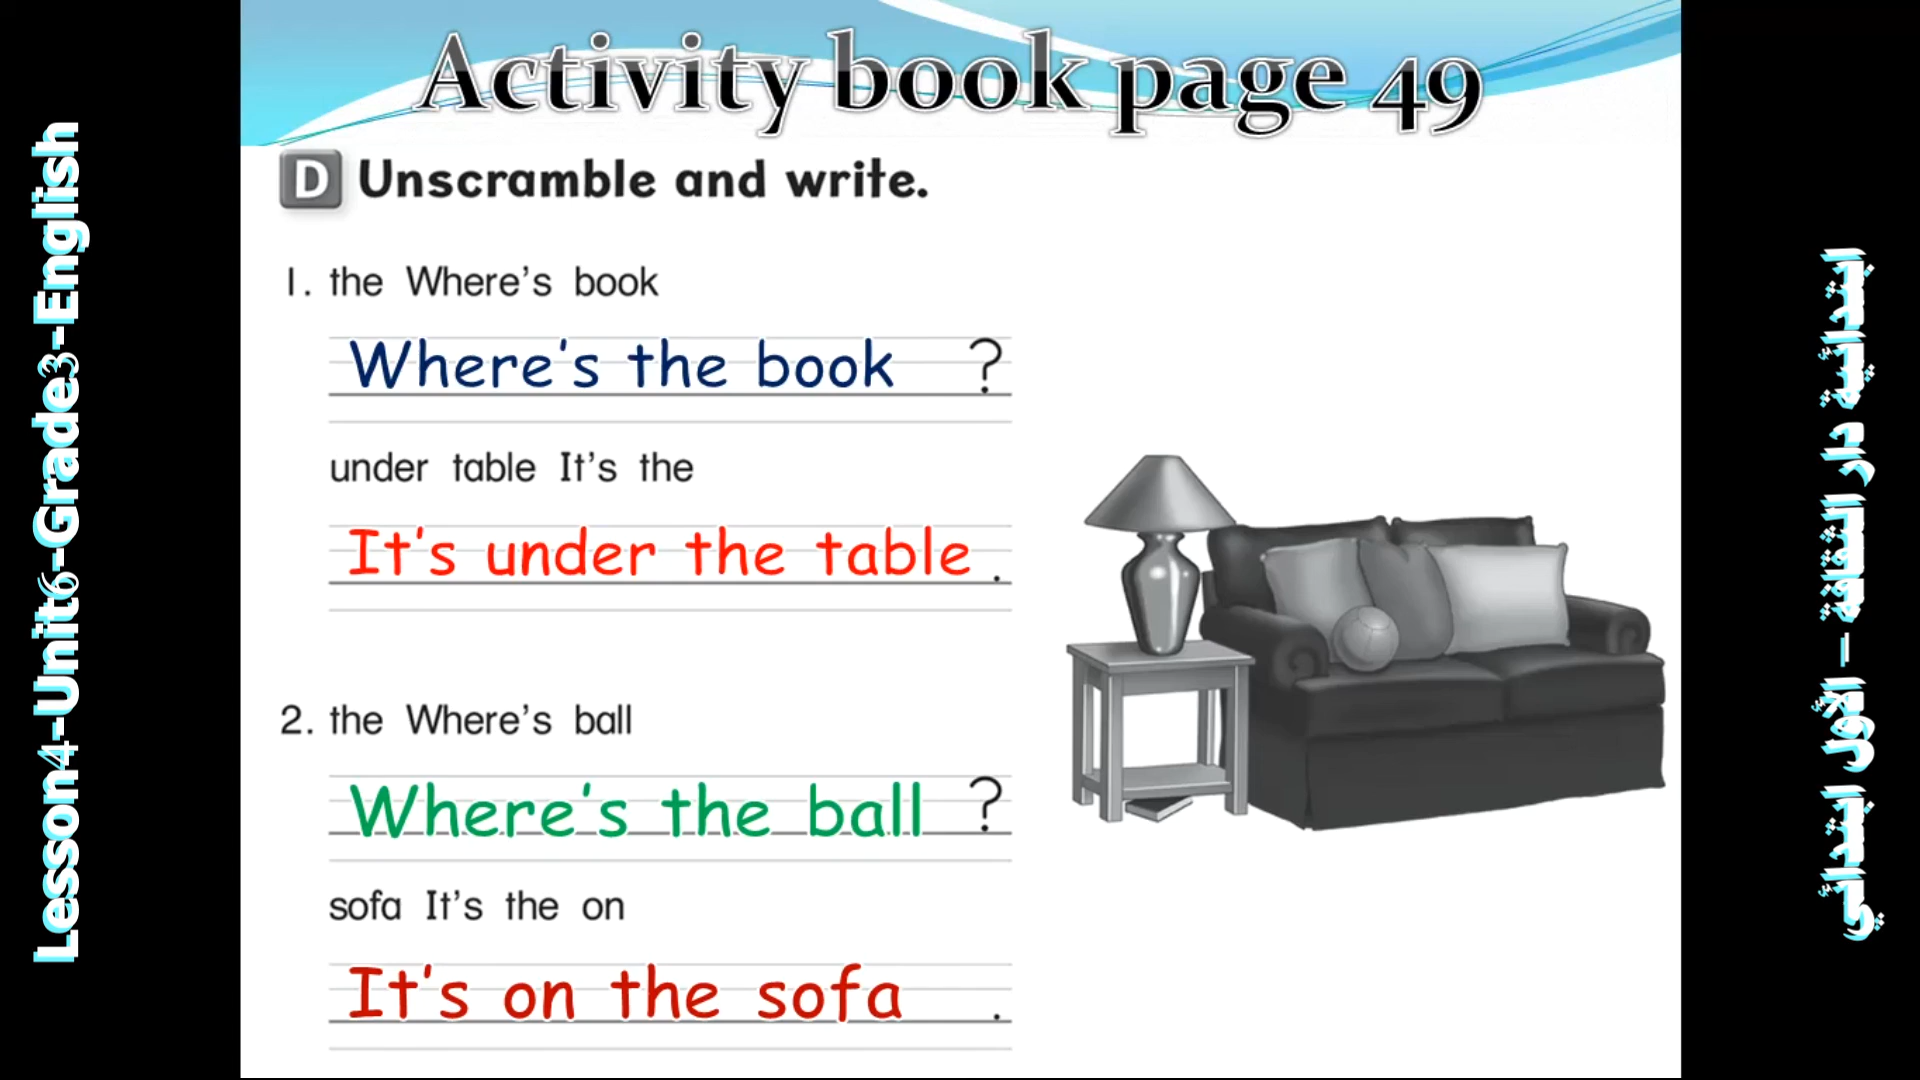 Activity book page 49
D Unscramble and write.
1. the Where's book
Where's the book ?
under table It's the
It's under the table .
2. the Where's ball
Where's the ball ?
sofa It's the on
It's on the sofa .
Lesson4-Unit6-Grade3-English
ابتدائية دار الثقافة – الأول ابتدائي